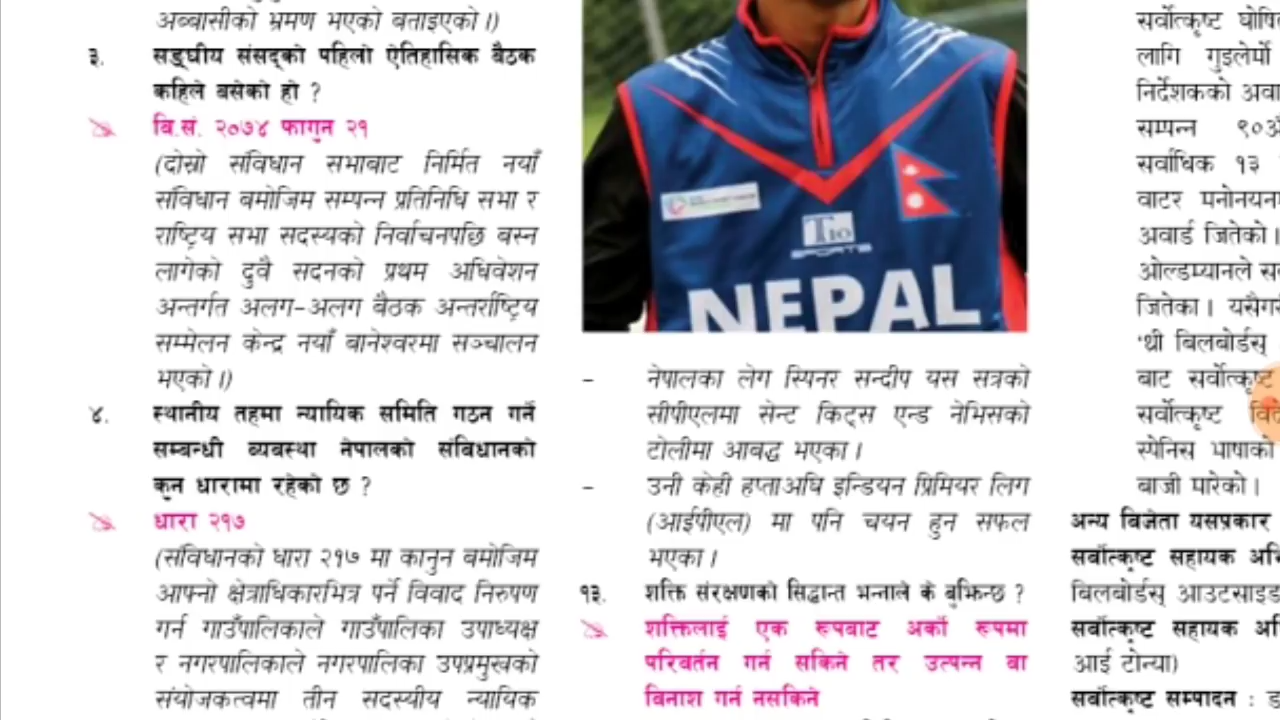 अब्बासीको भ्रमण भएको बताइएको ।)
३. सङ्घीय संसद्को पहिलो ऐतिहासिक बैठक
कहिले बसेको हो ?
बि.सं. २०७४ फागुन २१
(दोस्रो संविधान सभाबाट निर्मित नयाँ
संविधान बमोजिम सम्पन्न प्रतिनिधि सभा र
राष्ट्रिय सभा सदस्यको निर्वाचनपछि बस्न
लागेको दुवै सदनको प्रथम अधिवेशन
अन्तर्गत अलग-अलग बैठक अन्तर्राष्ट्रिय
सम्मेलन केन्द्र नयाँ बानेश्वरमा सञ्चालन
भएको ।)
४. स्थानीय तहमा न्यायिक समिति गठन गर्ने
सम्बन्धी व्यवस्था नेपालको संबिधानको
कुन धारामा रहेको छ ?
धारा २१७
(संविधानको धारा २१७ मा कानुन बमोजिम
आफ्नो क्षेत्राधिकारभित्र पर्ने विवाद निरुपण
गर्न गाउँपालिकाले गाउँपालिका उपाध्यक्ष
र नगरपालिकाले नगरपालिका उपप्रमुखको
संयोजकत्वमा तीन सदस्यीय न्यायिक
T10
SPORTS
NEPAL
– नेपालका लेग स्पिनर सन्दीप यस सत्रको
सीपीएलमा सेन्ट किट्स एन्ड नेभिसको
टोलीमा आबद्ध भएका ।
– उनी केही हप्ताअघि इन्डियन प्रिमियर लिग
(आईपीएल) मा पनि चयन हुन सफल
भएका ।
१३. शक्ति संरक्षणको सिद्धान्त भन्नाले के बुझिन्छ ?
शक्तिलाई एक रूपबाट अर्को रूपमा
परिवर्तन गर्न सकिने तर उत्पन्न वा
विनाश गर्न नसकिने
सर्वोत्कृष्ट
लागि गुइलेर्मो
निर्देशकको
सम्पन्न
सर्वाधिक १३
वाटर
अवार्ड जितेको ।
ओल्डम्यानले
जितेका ।
'थ्री बिलबोर्डस्
बाट सर्वोत्कृष्ट
सर्वोत्कृष्ट
स्पेनिस भाषाको
बाजी मारेको ।
अन्य बिजेता यसप्रकार
सर्वोत्कृष्ट सहायक
बिलबोर्डस् आउटसाइड
सर्वोत्कृष्ट सहायक
आई टोन्या)
सर्वोत्कृष्ट सम्पादन :